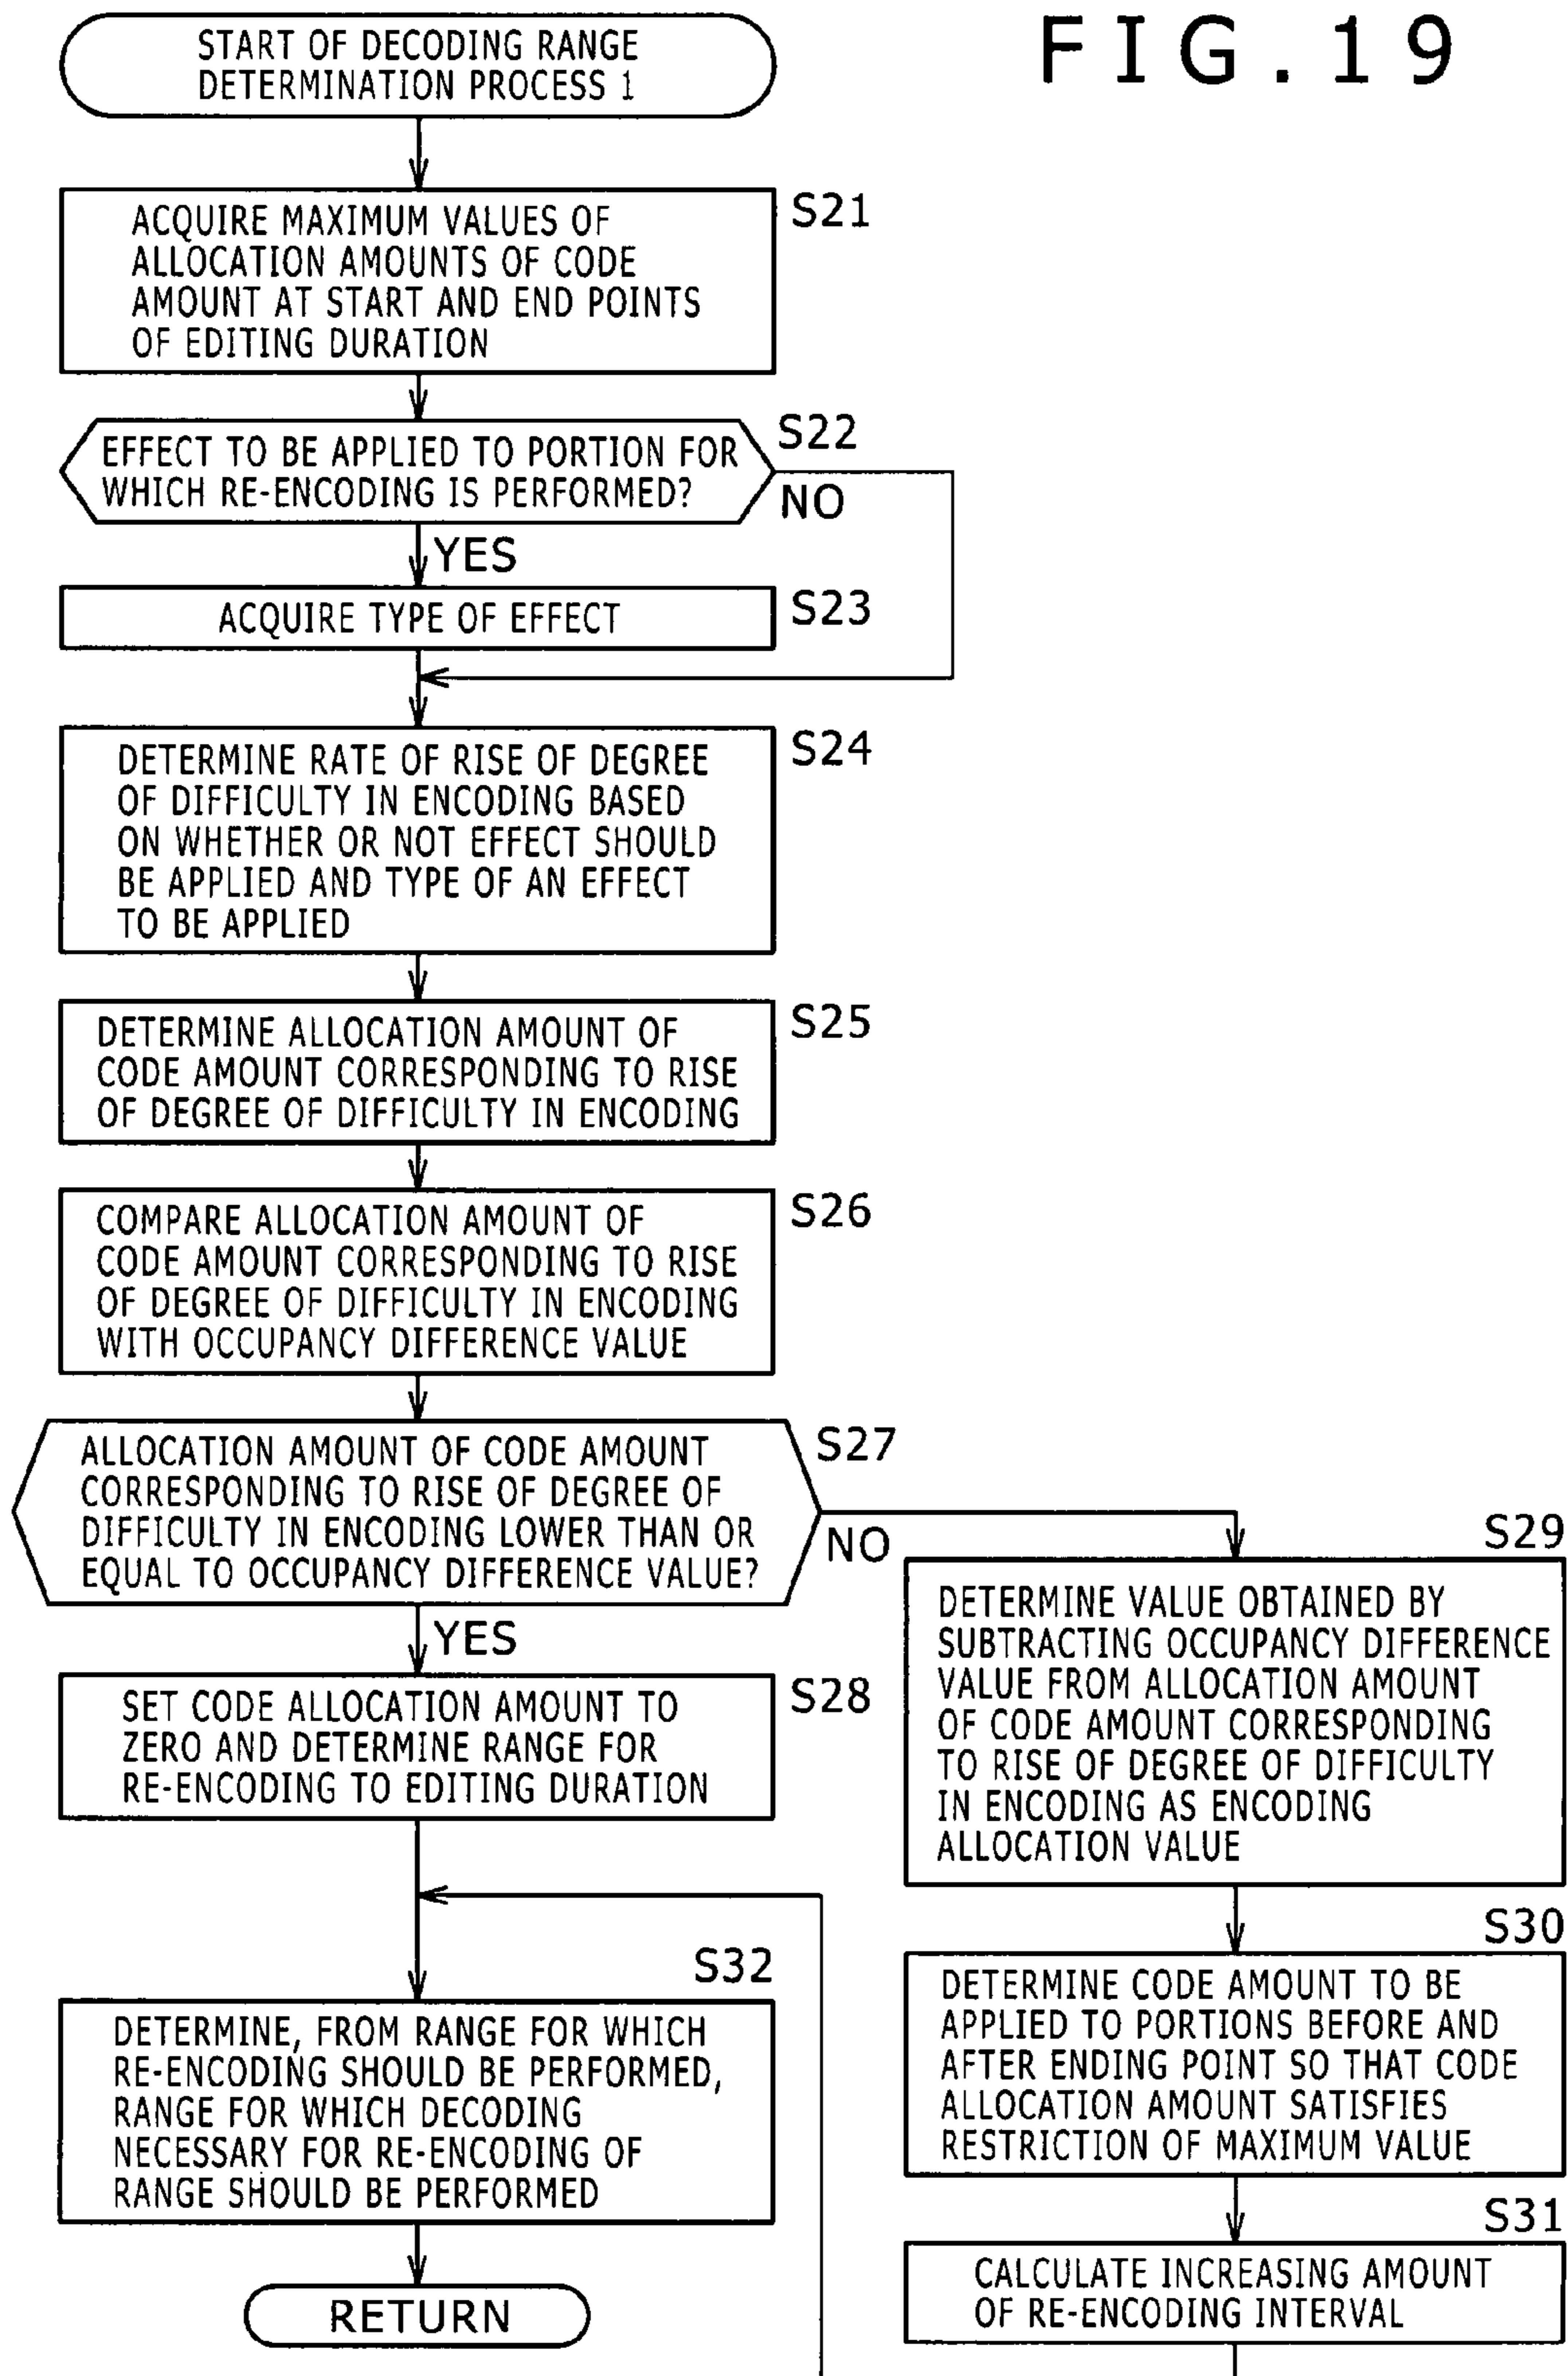 FIG.19
START OF DECODING RANGE
DETERMINATION PROCESS 1
S21
ACQUIRE MAXIMUM VALUES OF
ALLOCATION AMOUNTS OF CODE
AMOUNT AT START AND END POINTS
OF EDITING DURATION
S22
EFFECT TO BE APPLIED TO PORTION FOR
WHICH RE-ENCODING IS PERFORMED?
NO
YES
S23
ACQUIRE TYPE OF EFFECT
S24
DETERMINE RATE OF RISE OF DEGREE
OF DIFFICULTY IN ENCODING BASED
ON WHETHER OR NOT EFFECT SHOULD
BE APPLIED AND TYPE OF AN EFFECT
TO BE APPLIED
S25
DETERMINE ALLOCATION AMOUNT OF
CODE AMOUNT CORRESPONDING TO RISE
OF DEGREE OF DIFFICULTY IN ENCODING
S26
COMPARE ALLOCATION AMOUNT OF
CODE AMOUNT CORRESPONDING TO RISE
OF DEGREE OF DIFFICULTY IN ENCODING
WITH OCCUPANCY DIFFERENCE VALUE
S27
ALLOCATION AMOUNT OF CODE AMOUNT
CORRESPONDING TO RISE OF DEGREE OF
DIFFICULTY IN ENCODING LOWER THAN OR
EQUAL TO OCCUPANCY DIFFERENCE VALUE?
NO
YES
S28
SET CODE ALLOCATION AMOUNT TO
ZERO AND DETERMINE RANGE FOR
RE-ENCODING TO EDITING DURATION
S29
DETERMINE VALUE OBTAINED BY
SUBTRACTING OCCUPANCY DIFFERENCE
VALUE FROM ALLOCATION AMOUNT
OF CODE AMOUNT CORRESPONDING
TO RISE OF DEGREE OF DIFFICULTY
IN ENCODING AS ENCODING
ALLOCATION VALUE
S30
DETERMINE CODE AMOUNT TO BE
APPLIED TO PORTIONS BEFORE AND
AFTER ENDING POINT SO THAT CODE
ALLOCATION AMOUNT SATISFIES
RESTRICTION OF MAXIMUM VALUE
S31
CALCULATE INCREASING AMOUNT
OF RE-ENCODING INTERVAL
S32
DETERMINE, FROM RANGE FOR WHICH
RE-ENCODING SHOULD BE PERFORMED,
RANGE FOR WHICH DECODING
NECESSARY FOR RE-ENCODING OF
RANGE SHOULD BE PERFORMED
RETURN